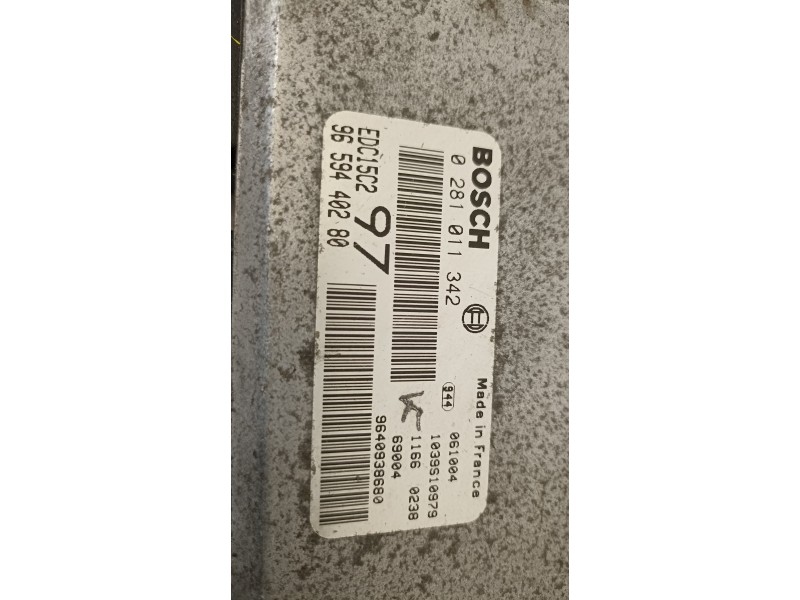 BOSCH
0 281 011 342
Made in France
944
061004
1039S10979
1166 0238
69004
EDC15C2
96 594 402 80
97
9640938680